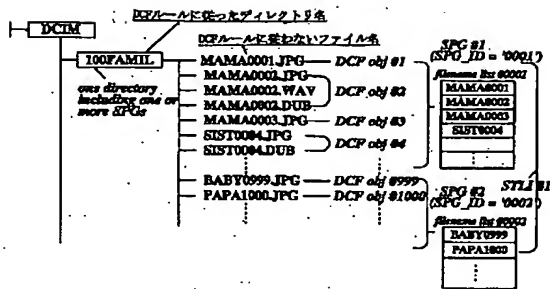 DCFルールに従ったディレクトリ名
DCIM
DCFルールに従わないファイル名
100FAMIL
one directory
including one or
more SPGs
MAMA0001.JPG
DCF obj #1
MAMA0002.JPG
MAMA0002.WAV
DCF obj #2
MAMA0002.DUB
MAMA0003.JPG
DCF obj #3
SIST0004.JPG
DCF obj #4
SIST0004.DUB
BABY0999.JPG
DCF obj #999
PAPA1000.JPG
DCF obj #1000
SPG #1
(SPG_ID = '0001')
filename list #0001
MAMA0001
MAMA0002
MAMA0003
SIST0004
STLI #1
SPG #2
(SPG_ID = '0002')
filename list #0002
BABY0999
PAPA1000